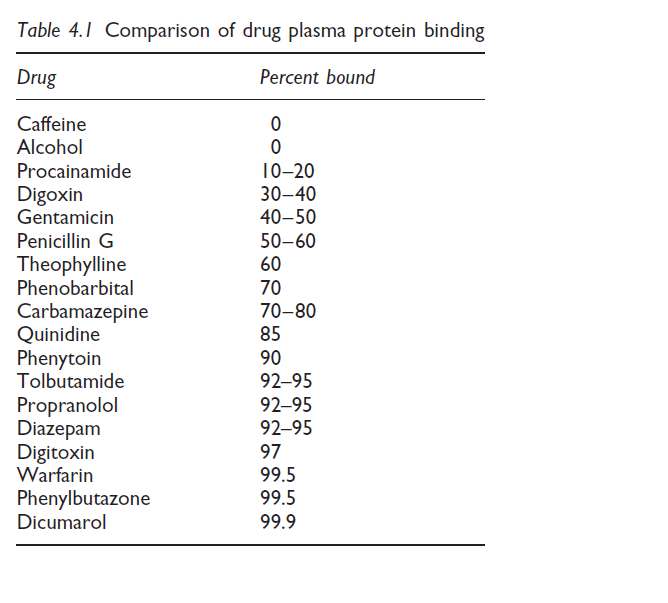 Table 4.1 Comparison of drug plasma protein binding
Drug Percent bound
Caffeine 0
Alcohol 0
Procainamide 10–20
Digoxin 30–40
Gentamicin 40–50
Penicillin G 50–60
Theophylline 60
Phenobarbital 70
Carbamazepine 70–80
Quinidine 85
Phenytoin 90
Tolbutamide 92–95
Propranolol 92–95
Diazepam 92–95
Digitoxin 97
Warfarin 99.5
Phenylbutazone 99.5
Dicumarol 99.9